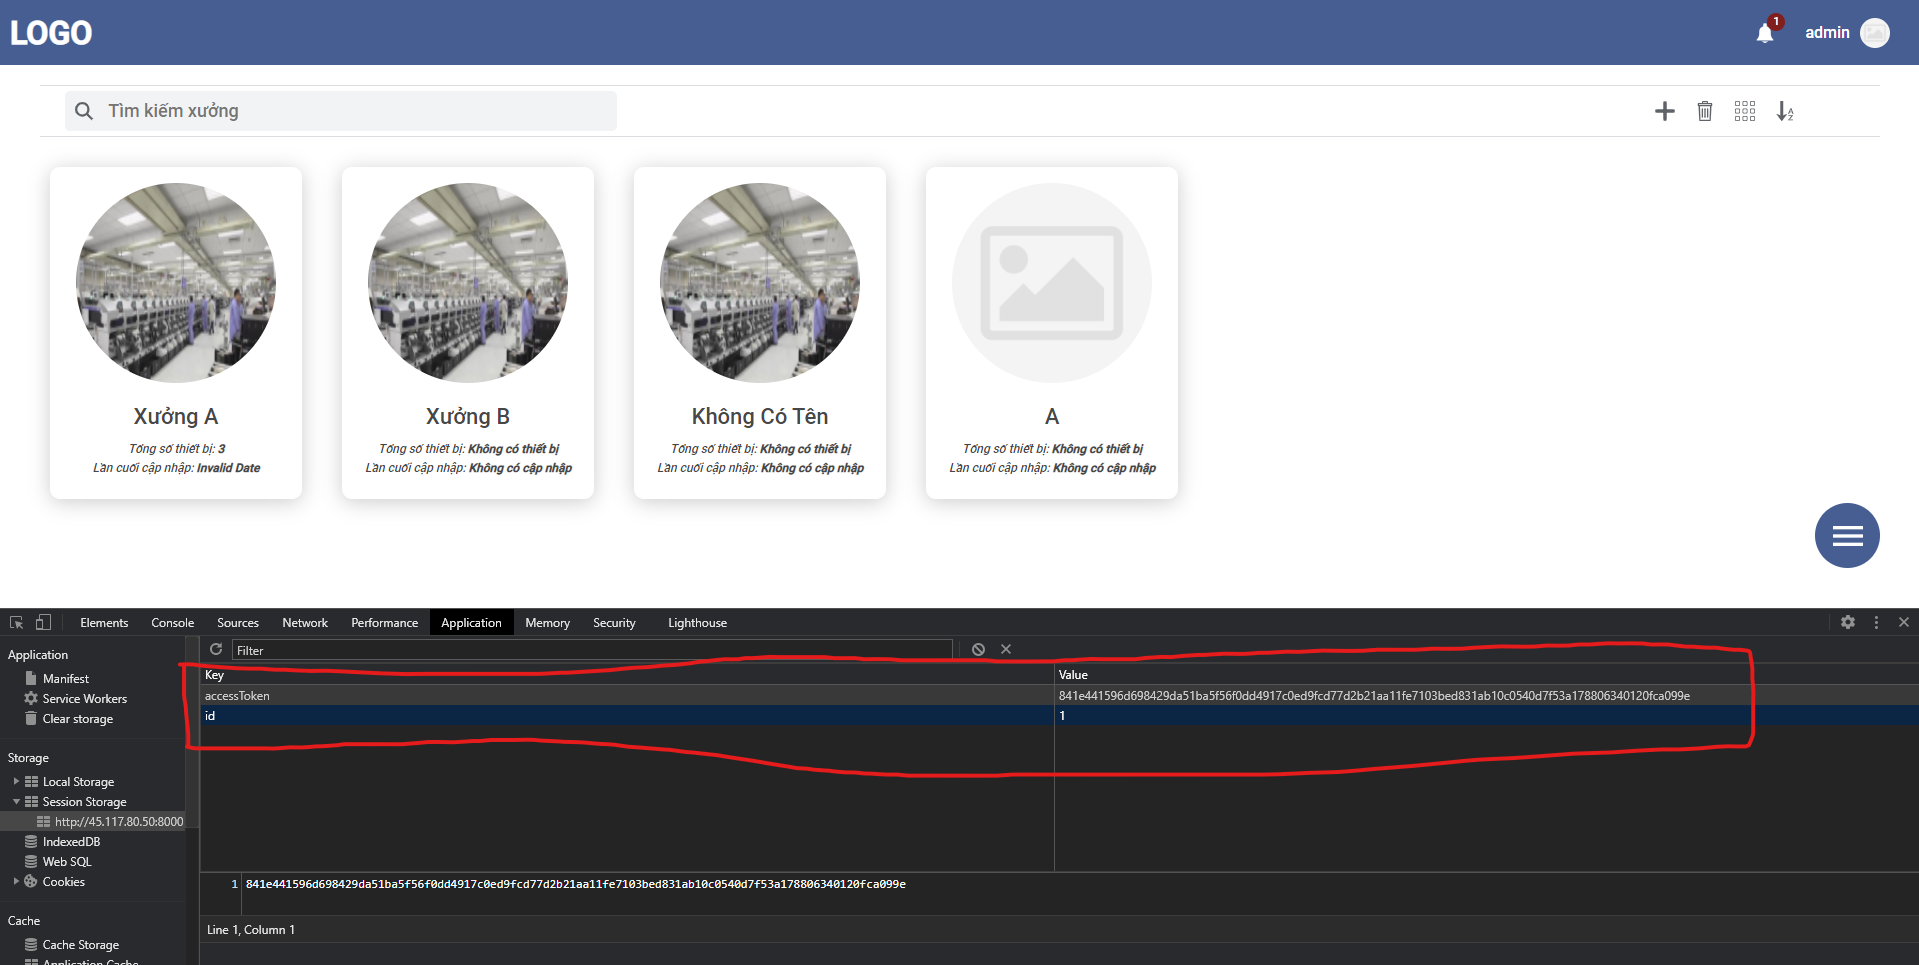 LOGO
1
admin
Tìm kiếm xưởng
Xưởng A
Tổng số thiết bị: 3
Lần cuối cập nhập: Invalid Date
Xưởng B
Tổng số thiết bị: Không có thiết bị
Lần cuối cập nhập: Không có cập nhập
Không Có Tên
Tổng số thiết bị: Không có thiết bị
Lần cuối cập nhập: Không có cập nhập
A
Tổng số thiết bị: Không có thiết bị
Lần cuối cập nhập: Không có cập nhập
Elements Console Sources Network Performance Application Memory Security Lighthouse
Application
Manifest
Service Workers
Clear storage
Storage
Local Storage
Session Storage
http://45.117.80.50:8000
IndexedDB
Web SQL
Cookies
Cache
Cache Storage
Application Cache
Filter
Key Value
accessToken 841e441596d698429da51ba5f56f0dd4917c0ed9fcd77d2b21aa11fe7103bed831ab10c0540d7f53a178806340120fca099e
id 1
1 841e441596d698429da51ba5f56f0dd4917c0ed9fcd77d2b21aa11fe7103bed831ab10c0540d7f53a178806340120fca099e
Line 1, Column 1